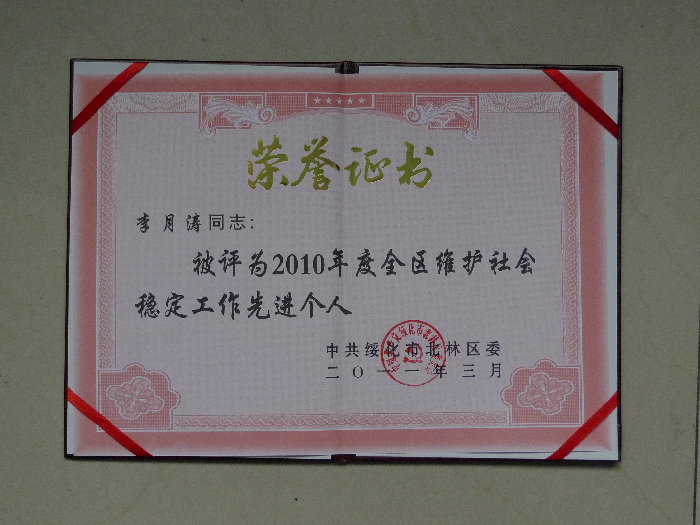 荣誉证书
李月涛同志：
被评为2010年度全区维护社会
稳定工作先进个人
中共绥化市北林区委
二O一一年三月